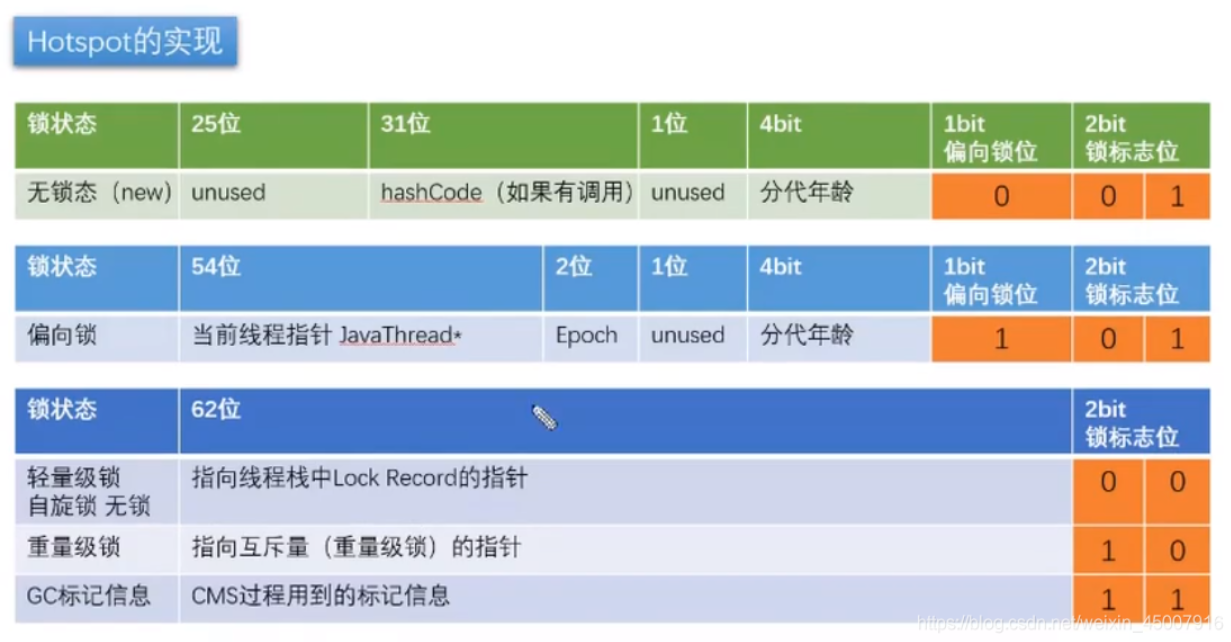 Hotspot的实现
锁状态 25位 31位 1位 4bit 1bit 2bit
偏向锁位 锁标志位
无锁态（new） unused hashCode（如果有调用） unused 分代年龄 0 0 1
锁状态 54位 2位 1位 4bit 1bit 2bit
偏向锁位 锁标志位
偏向锁 当前线程指针 JavaThread* Epoch unused 分代年龄 1 0 1
锁状态 62位 2bit
锁标志位
轻量级锁 指向线程栈中Lock Record的指针 0 0
自旋锁 无锁
重量级锁 指向互斥量（重量级锁）的指针 1 0
GC标记信息 CMS过程用到的标记信息 1 1
https://blog.csdn.net/weixin_45007916